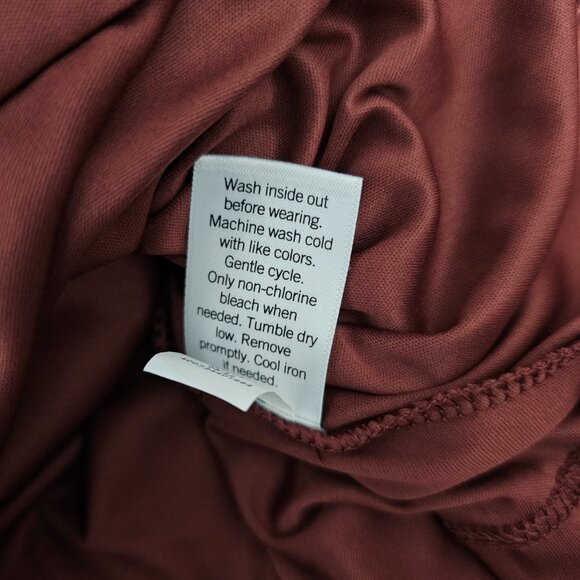 Wash inside out
before wearing.
Machine wash cold
with like colors.
Gentle cycle.
Only non-chlorine
bleach when
needed. Tumble dry
low. Remove
promptly. Cool iron
if needed.